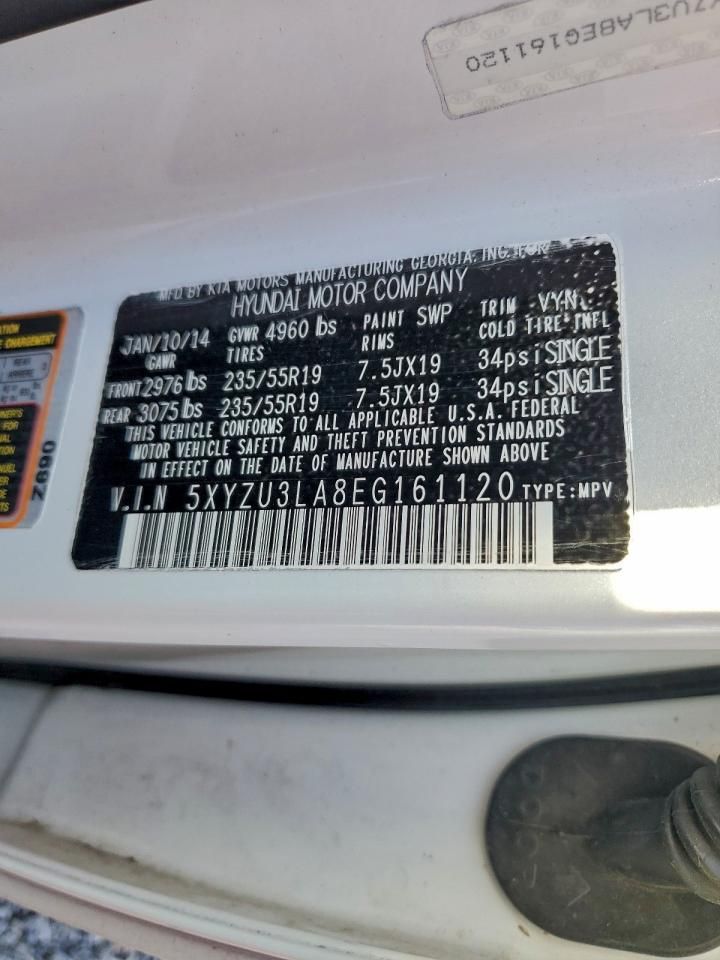 7U3LA8EG161120
MFD BY KIA MOTORS MANUFACTURING GEORGIA, INC. FOR
HYUNDAI MOTOR COMPANY
JAN/10/14 GVWR 4960 lbs PAINT SWP TRIM VYN
GAWR TIRES RIMS COLD TIRE INFL
FRONT 2976 lbs 235/55R19 7.5JX19 34psi SINGLE
REAR 3075 lbs 235/55R19 7.5JX19 34psi SINGLE
THIS VEHICLE CONFORMS TO ALL APPLICABLE U.S.A. FEDERAL
MOTOR VEHICLE SAFETY AND THEFT PREVENTION STANDARDS
IN EFFECT ON THE DATE OF MANUFACTURE SHOWN ABOVE
V.I.N 5XYZU3LA8EG161120 TYPE:MPV
Z690